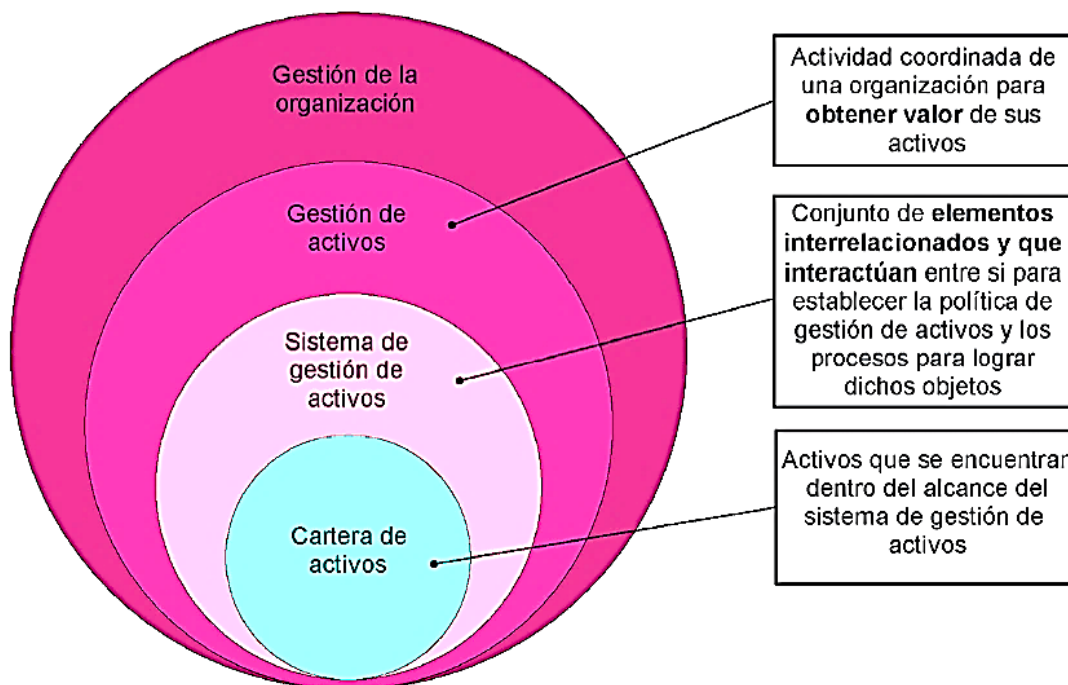 Gestión de la
organización
Gestión de
activos
Sistema de
gestión de
activos
Cartera de
activos
Actividad coordinada de
una organización para
obtener valor de sus
activos
Conjunto de elementos
interrelacionados y que
interactúan entre si para
establecer la política de
gestión de activos y los
procesos para lograr
dichos objetos
Activos que se encuentran
dentro del alcance del
sistema de gestión de
activos